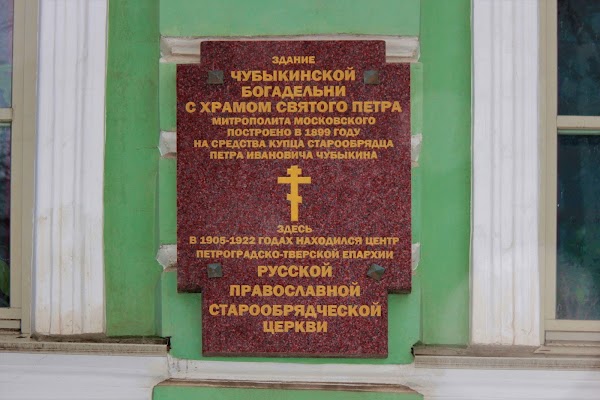 ЗДАНИЕ
ЧУБЫКИНСКОЙ
БОГАДЕЛЬНИ
С ХРАМОМ СВЯТОГО ПЕТРА
МИТРОПОЛИТА МОСКОВСКОГО
ПОСТРОЕНО В 1899 ГОДУ
НА СРЕДСТВА КУПЦА СТАРООБРЯДЦА
ПЕТРА ИВАНОВИЧА ЧУБЫКИНА
ЗДЕСЬ
В 1905-1922 ГОДАХ НАХОДИЛСЯ ЦЕНТР
ПЕТРОГРАДСКО-ТВЕРСКОЙ ЕПАРХИИ
РУССКОЙ
ПРАВОСЛАВНОЙ
СТАРООБРЯДЧЕСКОЙ
ЦЕРКВИ